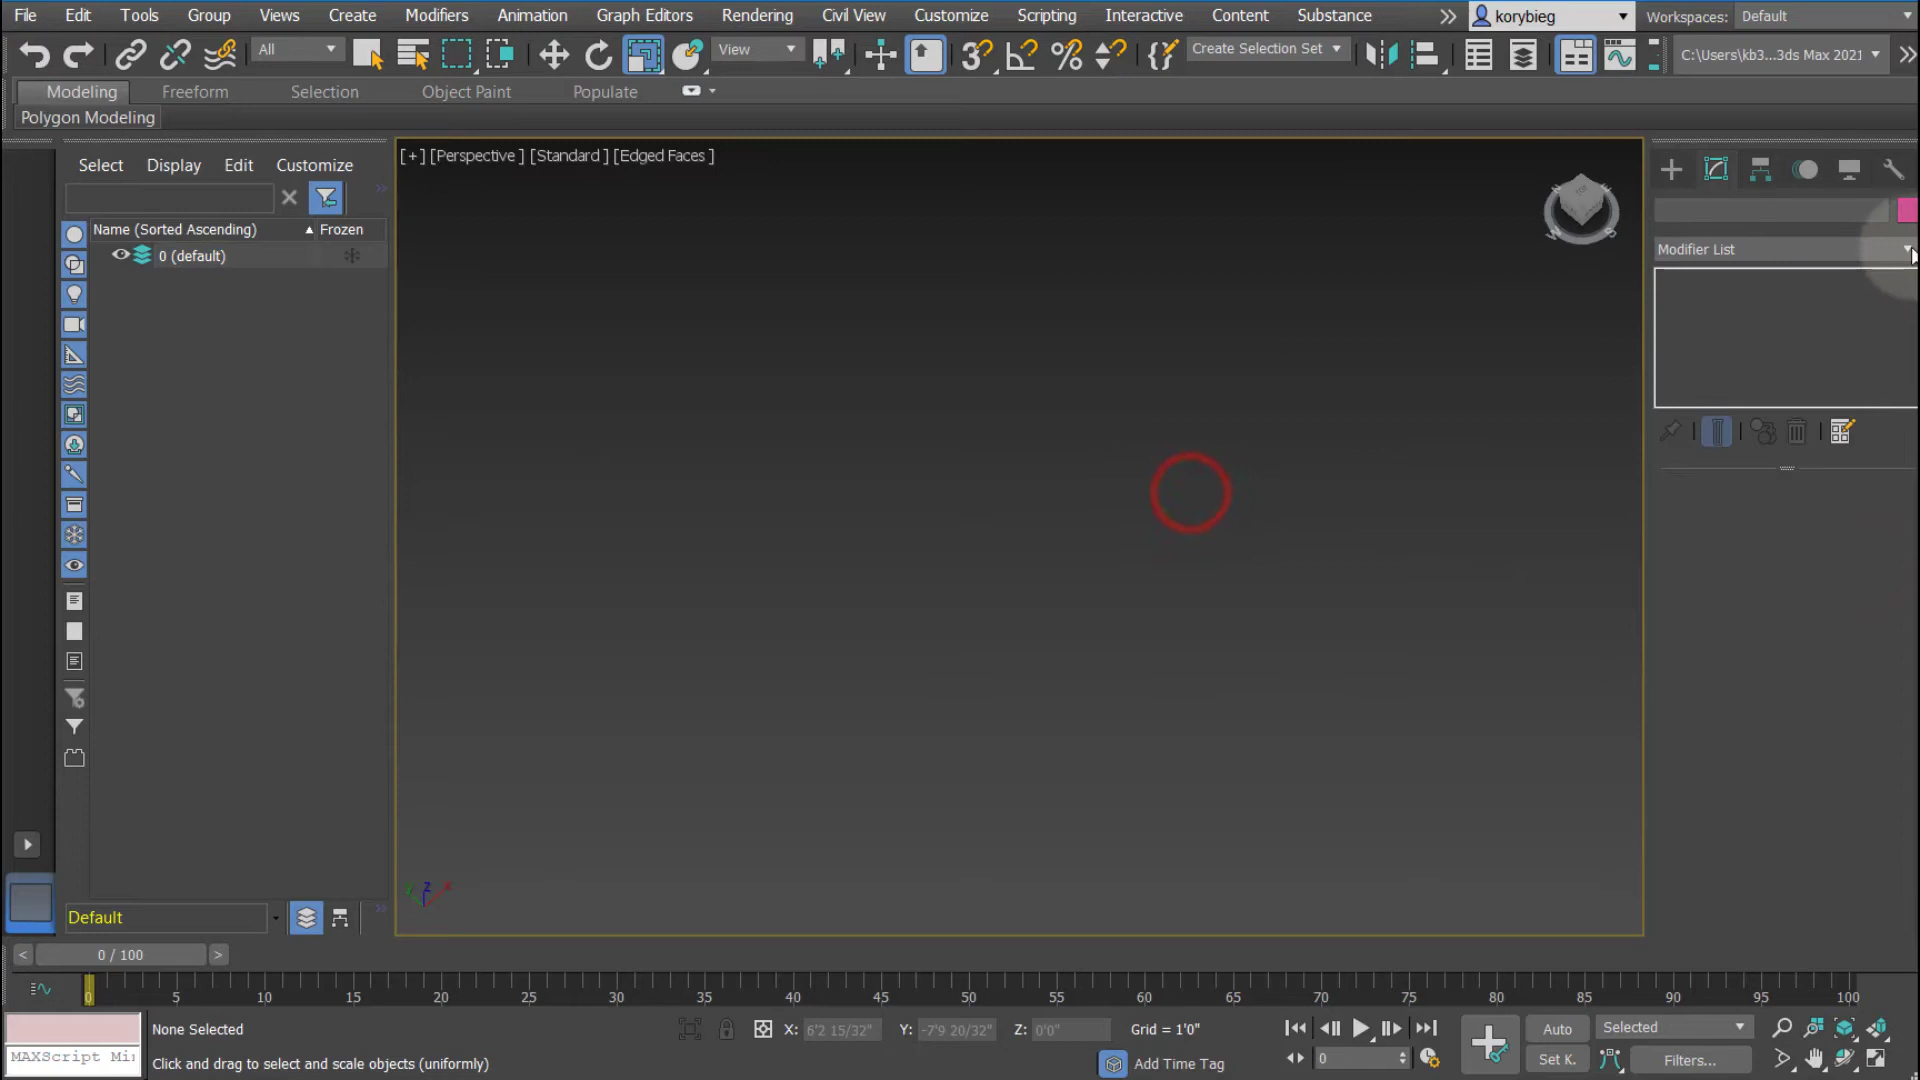 File Edit Tools Group Views Create Modifiers Animation Graph Editors Rendering Civil View Customize Scripting Interactive Content Substance korybieg Workspaces: Default
All View 3 Create Selection Set C:\Users\kb3...3ds Max 2021
Modeling Freeform Selection Object Paint Populate
Polygon Modeling
[+] [Perspective ] [Standard ] [Edged Faces ]
Select Display Edit Customize
Name (Sorted Ascending) Frozen
0 (default)
Modifier List
Z
Default
0 / 100
0 5 10 15 20 25 30 35 40 45 50 55 60 65 70 75 80 85 90 95 100
None Selected X: 6'2 15/32" Y: -7'9 20/32" Z: 0'0" Grid = 1'0" Auto Selected
MAXScript Mi
Click and drag to select and scale objects (uniformly) Add Time Tag 0 Set K. Filters...